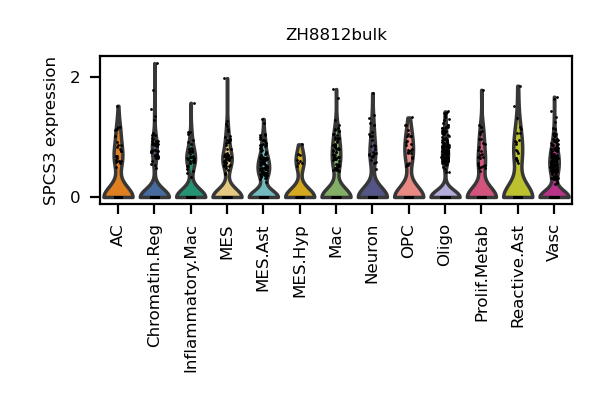 ZH8812bulk
SPCS3 expression
2
0
AC
Chromatin.Reg
Inflammatory.Mac
MES
MES.Ast
MES.Hyp
Mac
Neuron
OPC
Oligo
Prolif.Metab
Reactive.Ast
Vasc